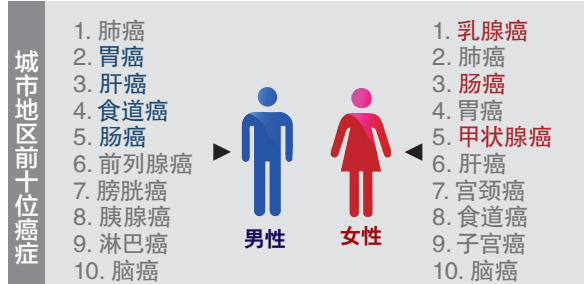 城市地区前十位癌症
1. 肺癌
2. 胃癌
3. 肝癌
4. 食道癌
5. 肠癌
6. 前列腺癌
7. 膀胱癌
8. 胰腺癌
9. 淋巴癌
10. 脑癌
男性
女性
1. 乳腺癌
2. 肺癌
3. 肠癌
4. 胃癌
5. 甲状腺癌
6. 肝癌
7. 宫颈癌
8. 食道癌
9. 子宫癌
10. 脑癌